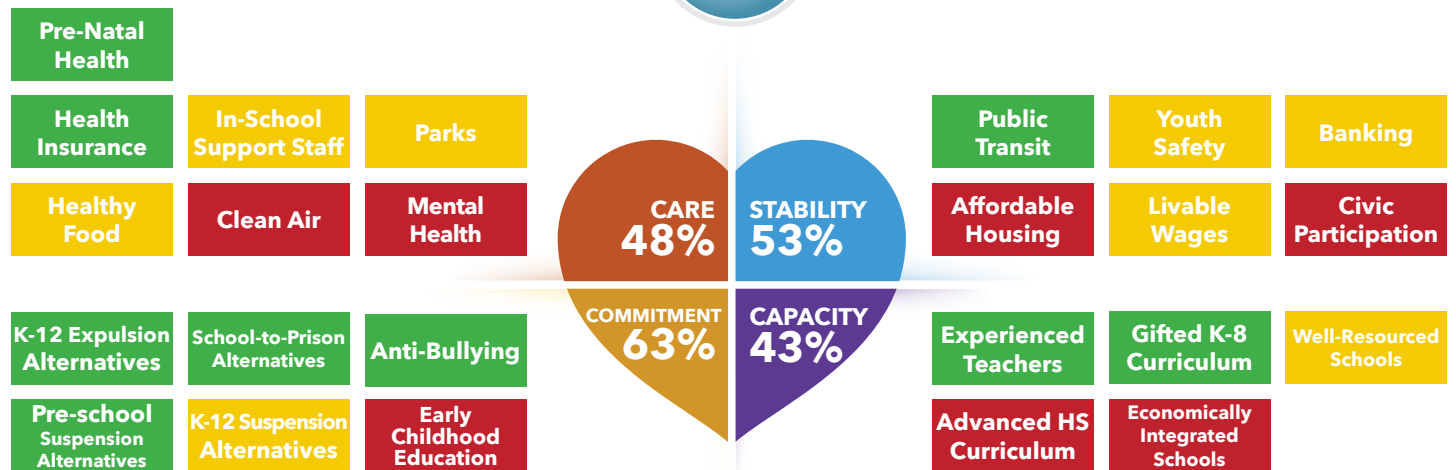 Pre-Natal
Health
Health
Insurance
In-School
Support Staff
Parks
Healthy
Food
Clean Air
Mental
Health
CARE
48%
STABILITY
53%
Public
Transit
Youth
Safety
Banking
Affordable
Housing
Livable
Wages
Civic
Participation
K-12 Expulsion
Alternatives
School-to-Prison
Alternatives
Anti-Bullying
Pre-school
Suspension
Alternatives
K-12 Suspension
Alternatives
Early
Childhood
Education
COMMITMENT
63%
CAPACITY
43%
Experienced
Teachers
Gifted K-8
Curriculum
Well-Resourced
Schools
Advanced HS
Curriculum
Economically
Integrated
Schools